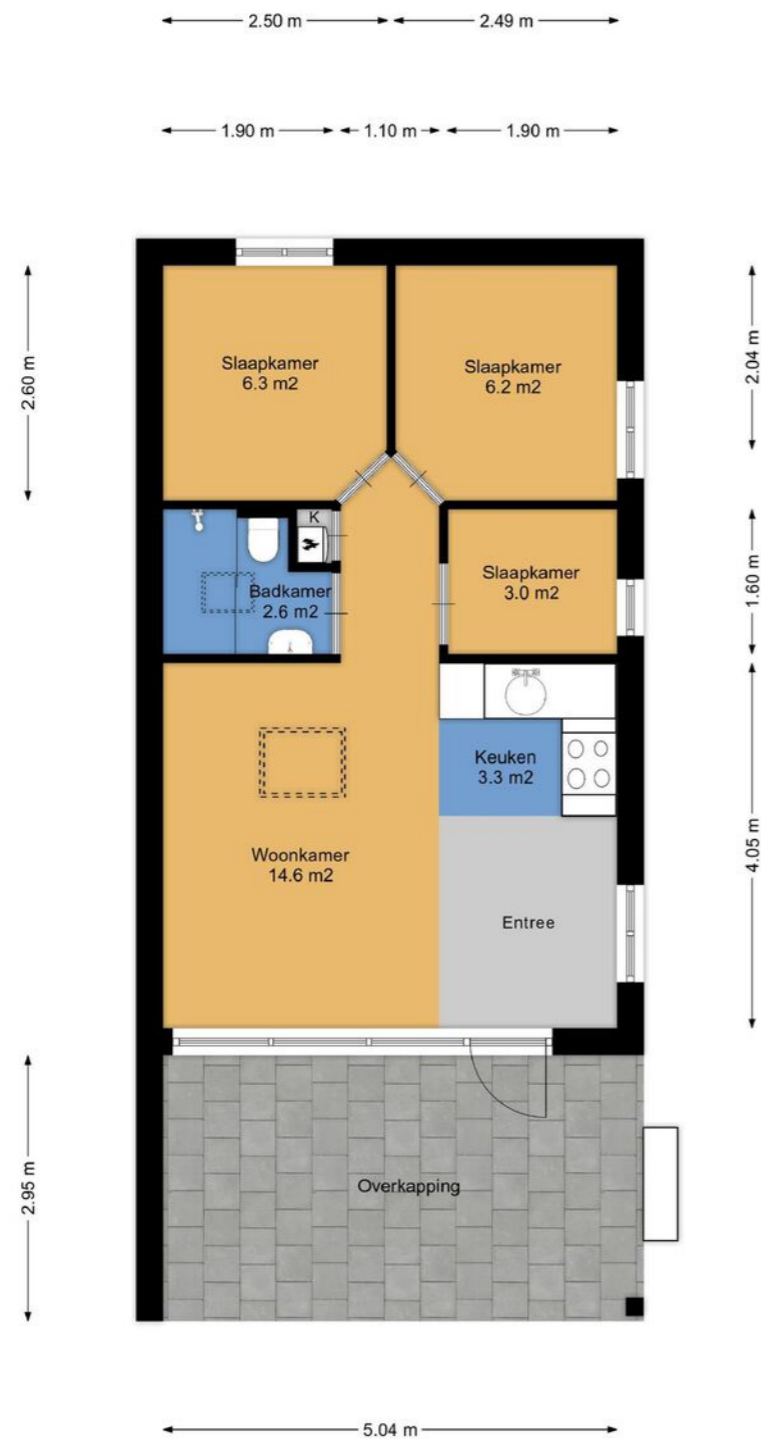 2.50 m
2.49 m
1.90 m
1.10 m
1.90 m
2.60 m
2.04 m
Slaapkamer
6.3 m2
Slaapkamer
6.2 m2
K
Badkamer
2.6 m2
Slaapkamer
3.0 m2
1.60 m
Keuken
3.3 m2
Woonkamer
14.6 m2
4.05 m
Entree
2.95 m
Overkapping
5.04 m